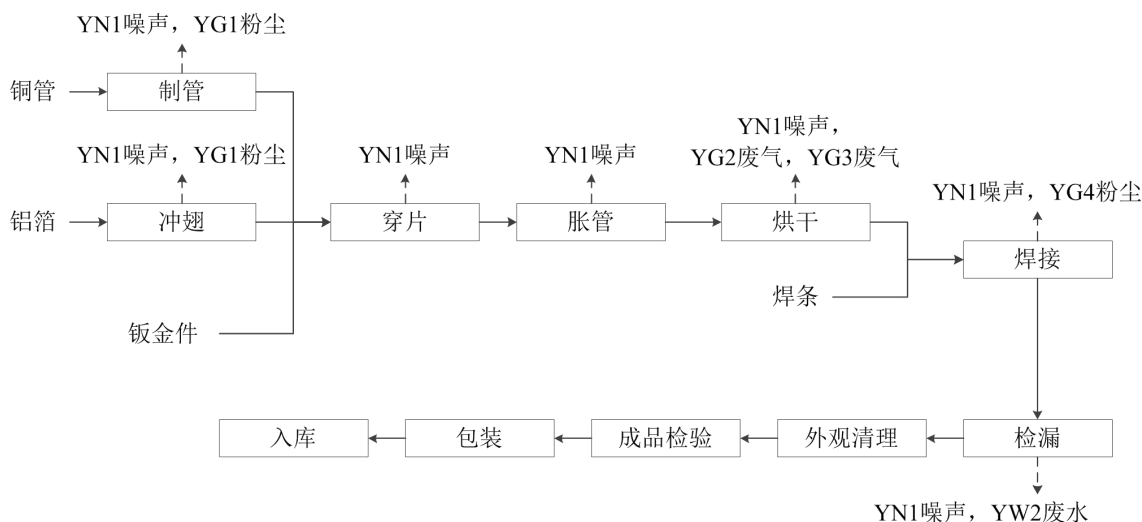 YN1噪声，YG1粉尘
铜管
制管
YN1噪声，YG1粉尘
铝箔
冲翅
钣金件
YN1噪声
穿片
YN1噪声
胀管
YN1噪声，
YG2废气，YG3废气
烘干
焊条
YN1噪声，YG4粉尘
焊接
检漏
YN1噪声，YW2废水
外观清理
成品检验
包装
入库